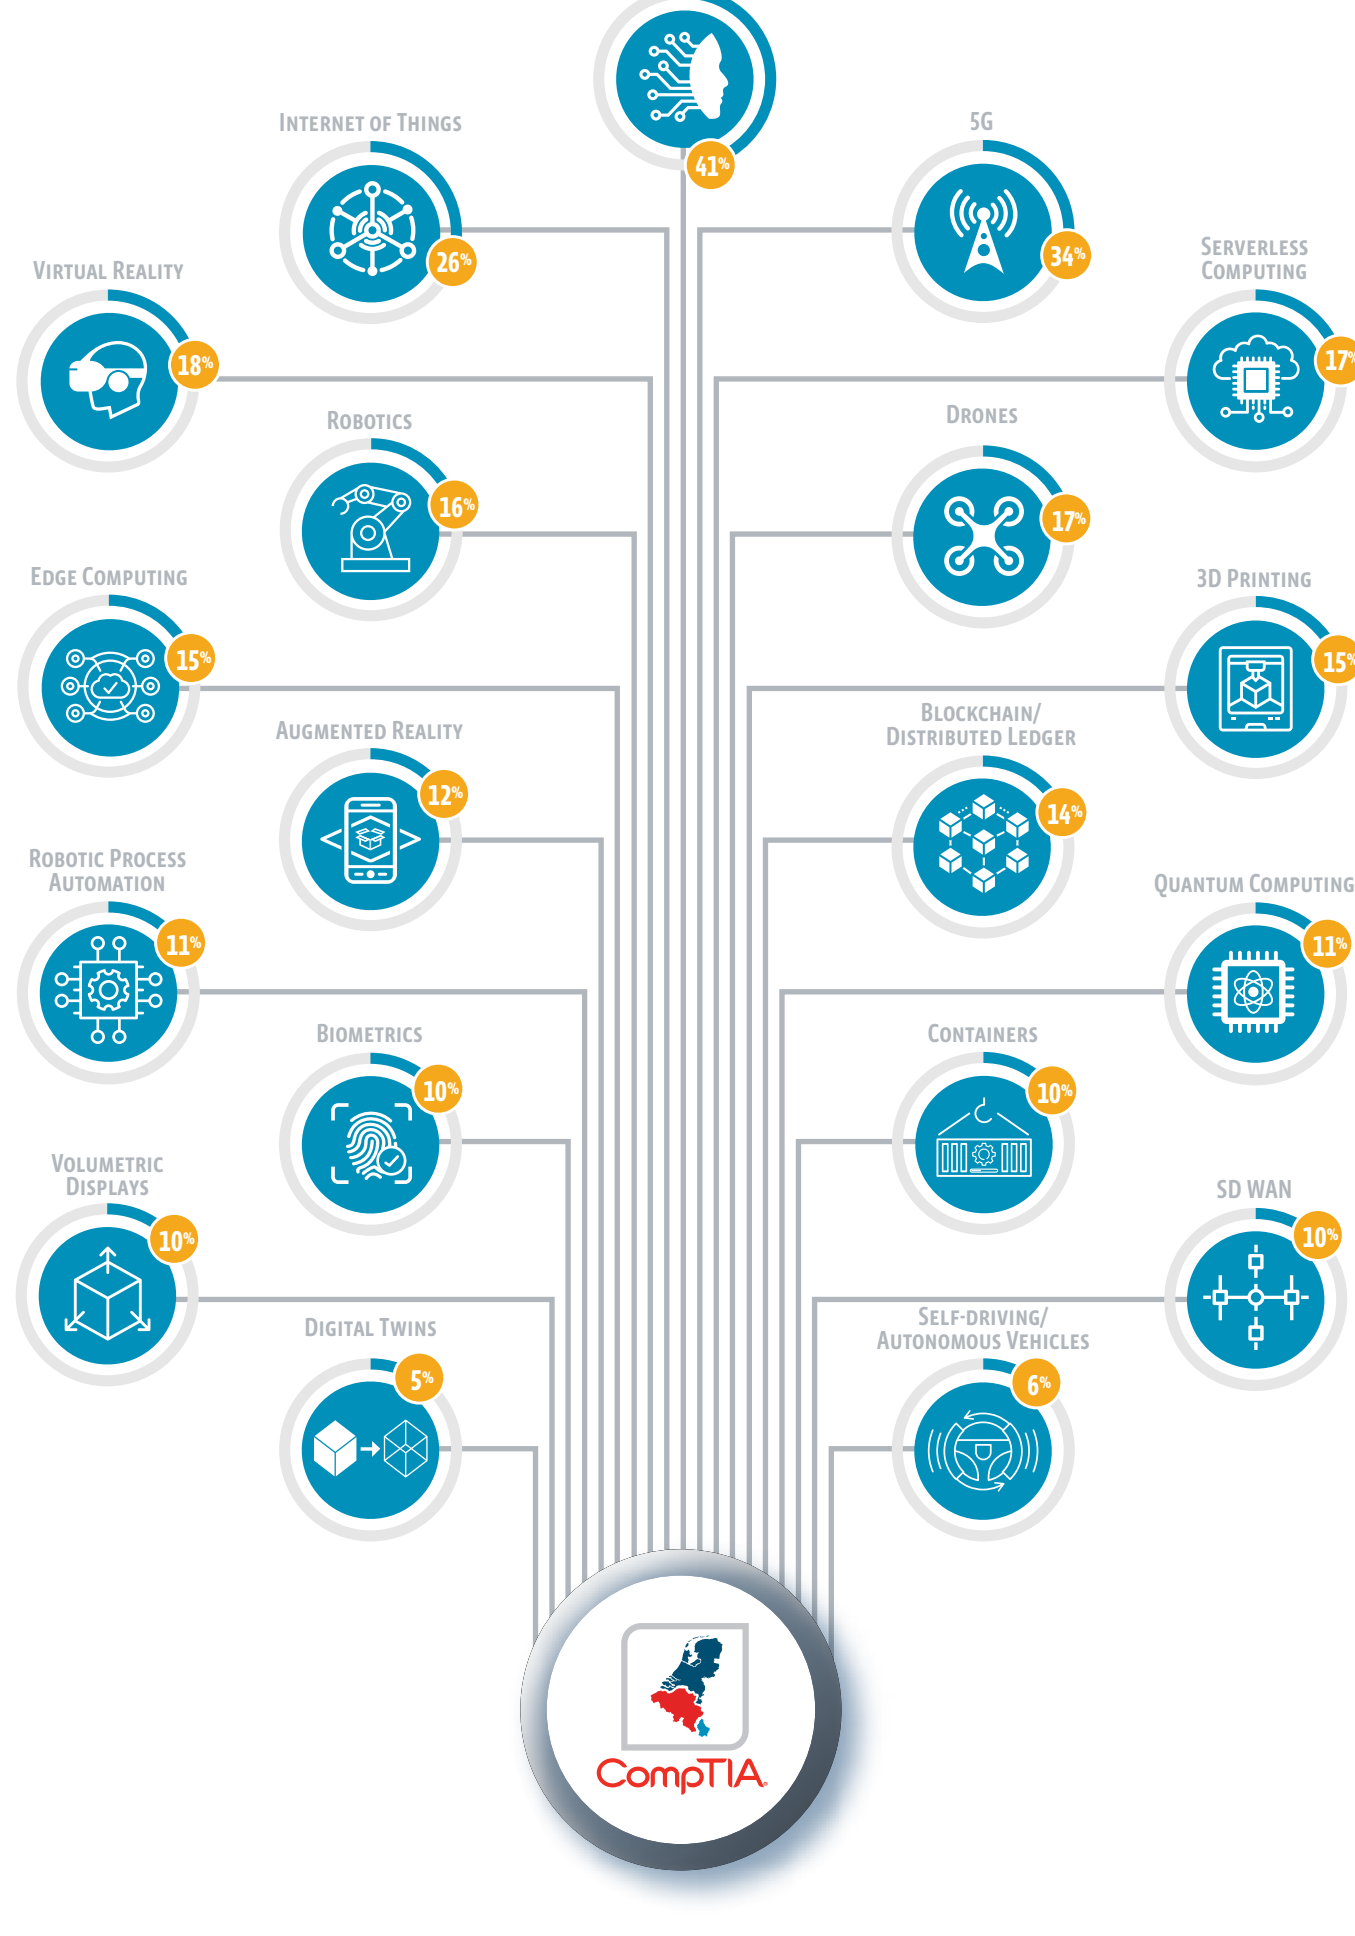 41%
INTERNET OF THINGS
26%
5G
34%
VIRTUAL REALITY
18%
SERVERLESS
COMPUTING
17%
ROBOTICS
16%
DRONES
17%
EDGE COMPUTING
15%
3D PRINTING
15%
AUGMENTED REALITY
12%
BLOCKCHAIN/
DISTRIBUTED LEDGER
14%
ROBOTIC PROCESS
AUTOMATION
11%
QUANTUM COMPUTING
11%
BIOMETRICS
10%
CONTAINERS
10%
VOLUMETRIC
DISPLAYS
10%
SD WAN
10%
DIGITAL TWINS
5%
SELF-DRIVING/
AUTONOMOUS VEHICLES
6%
CompTIA.